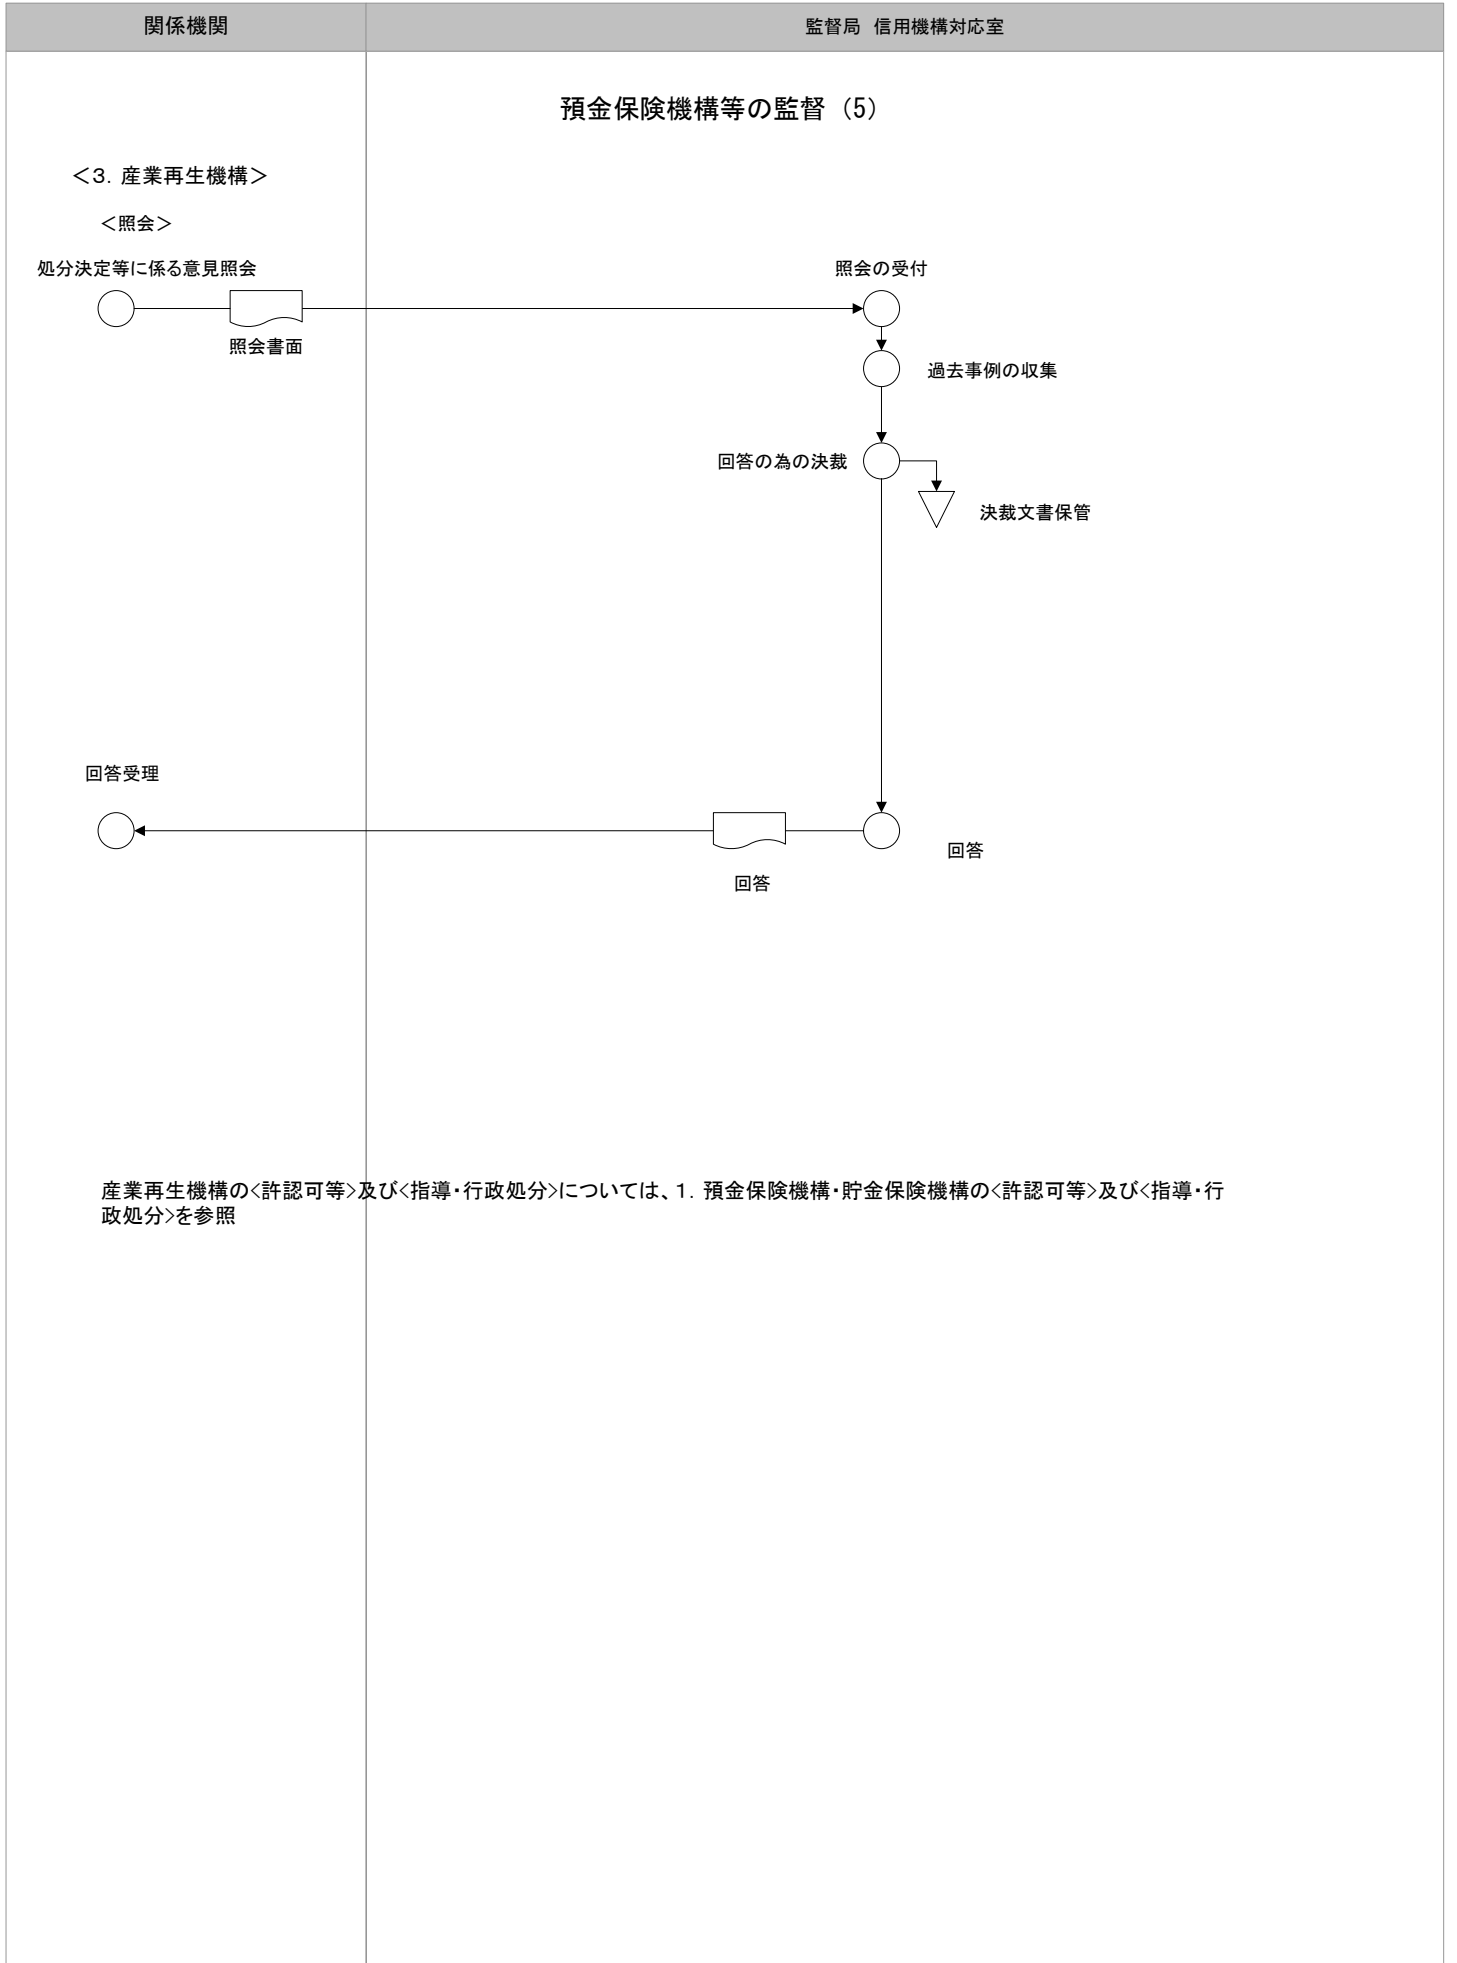 関係機関
監督局 信用機構対応室
預金保険機構等の監督（5）
＜３．産業再生機構＞
＜照会＞
処分決定等に係る意見照会
照会の受付
照会書面
過去事例の収集
回答の為の決裁
決裁文書保管
回答受理
回答
回答
産業再生機構の<許認可等>及び<指導・行政処分>については、１．預金保険機構・貯金保険機構の<許認可等>及び<指導・行
政処分>を参照